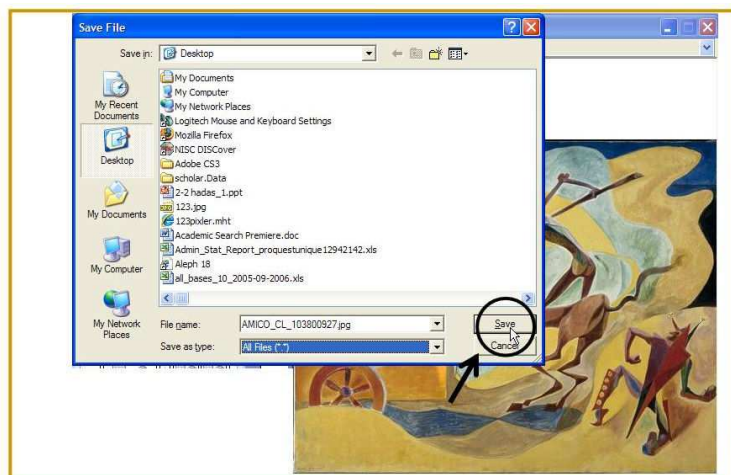 Save File
Save in:
Desktop
My Recent
Documents
Desktop
My Documents
My Computer
My Network
Places
My Documents
My Computer
My Network Places
Logitech Mouse and Keyboard Settings
Mozilla Firefox
NISC DISCover
Adobe CS3
scholar.Data
2-2 hadas_1.ppt
123.jpg
123pixler.mht
Academic Search Premiere.doc
Admin_Stat_Report_proquestunique12942142.xls
Aleph 18
all_bases_10_2005-09-2006.xls
File name:
AMICO_CL_103800927.jpg
Save
Save as type:
All Files (*.*)
Cancel